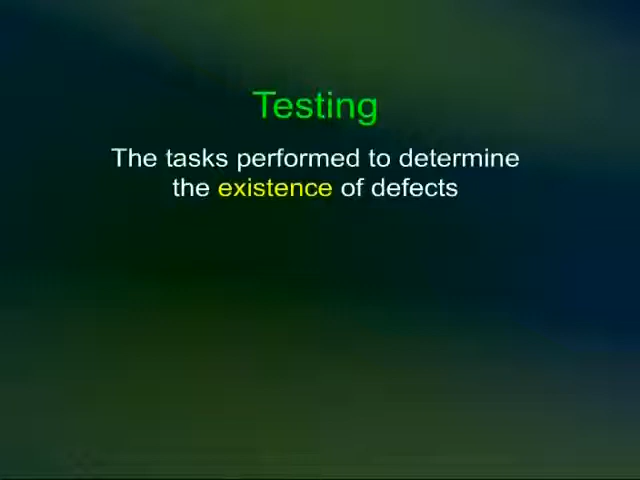 Testing
The tasks performed to determine
the existence of defects